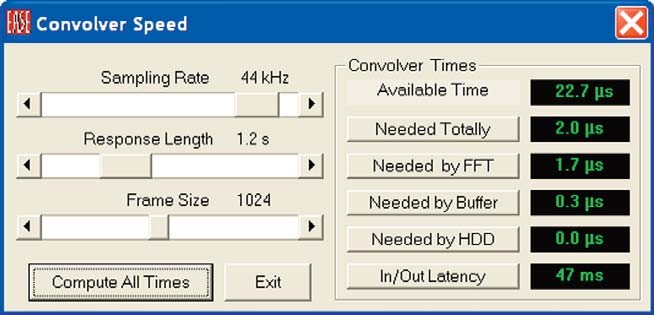 EASE Convolver Speed
Sampling Rate 44 kHz
Response Length 1.2 s
Frame Size 1024
Compute All Times Exit
Convolver Times
Available Time 22.7 µs
Needed Totally 2.0 µs
Needed by FFT 1.7 µs
Needed by Buffer 0.3 µs
Needed by HDD 0.0 µs
In/Out Latency 47 ms